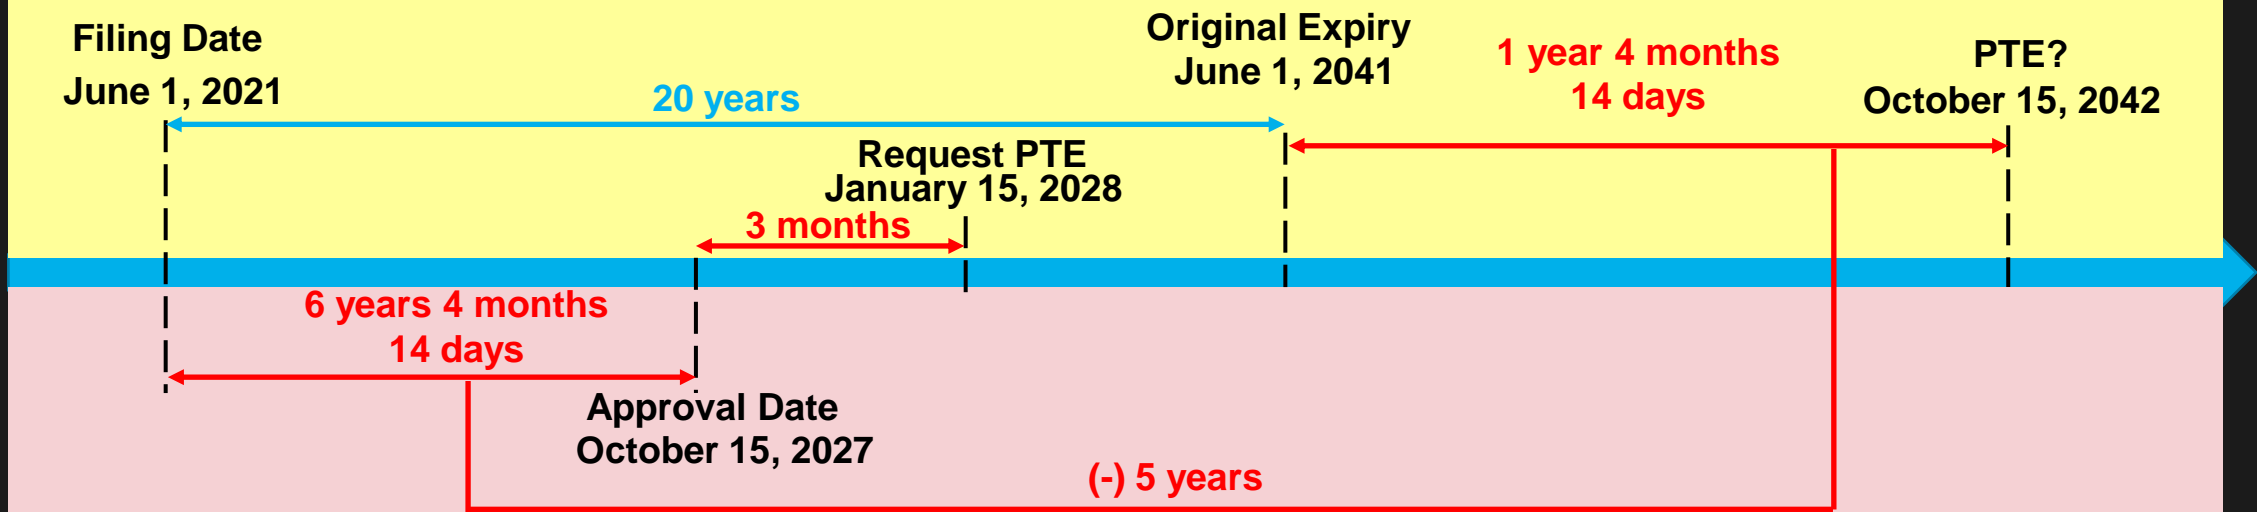 Filing Date
June 1, 2021
20 years
Original Expiry
June 1, 2041
1 year 4 months
14 days
PTE?
October 15, 2042
Request PTE
January 15, 2028
3 months
6 years 4 months
14 days
Approval Date
October 15, 2027
(-) 5 years